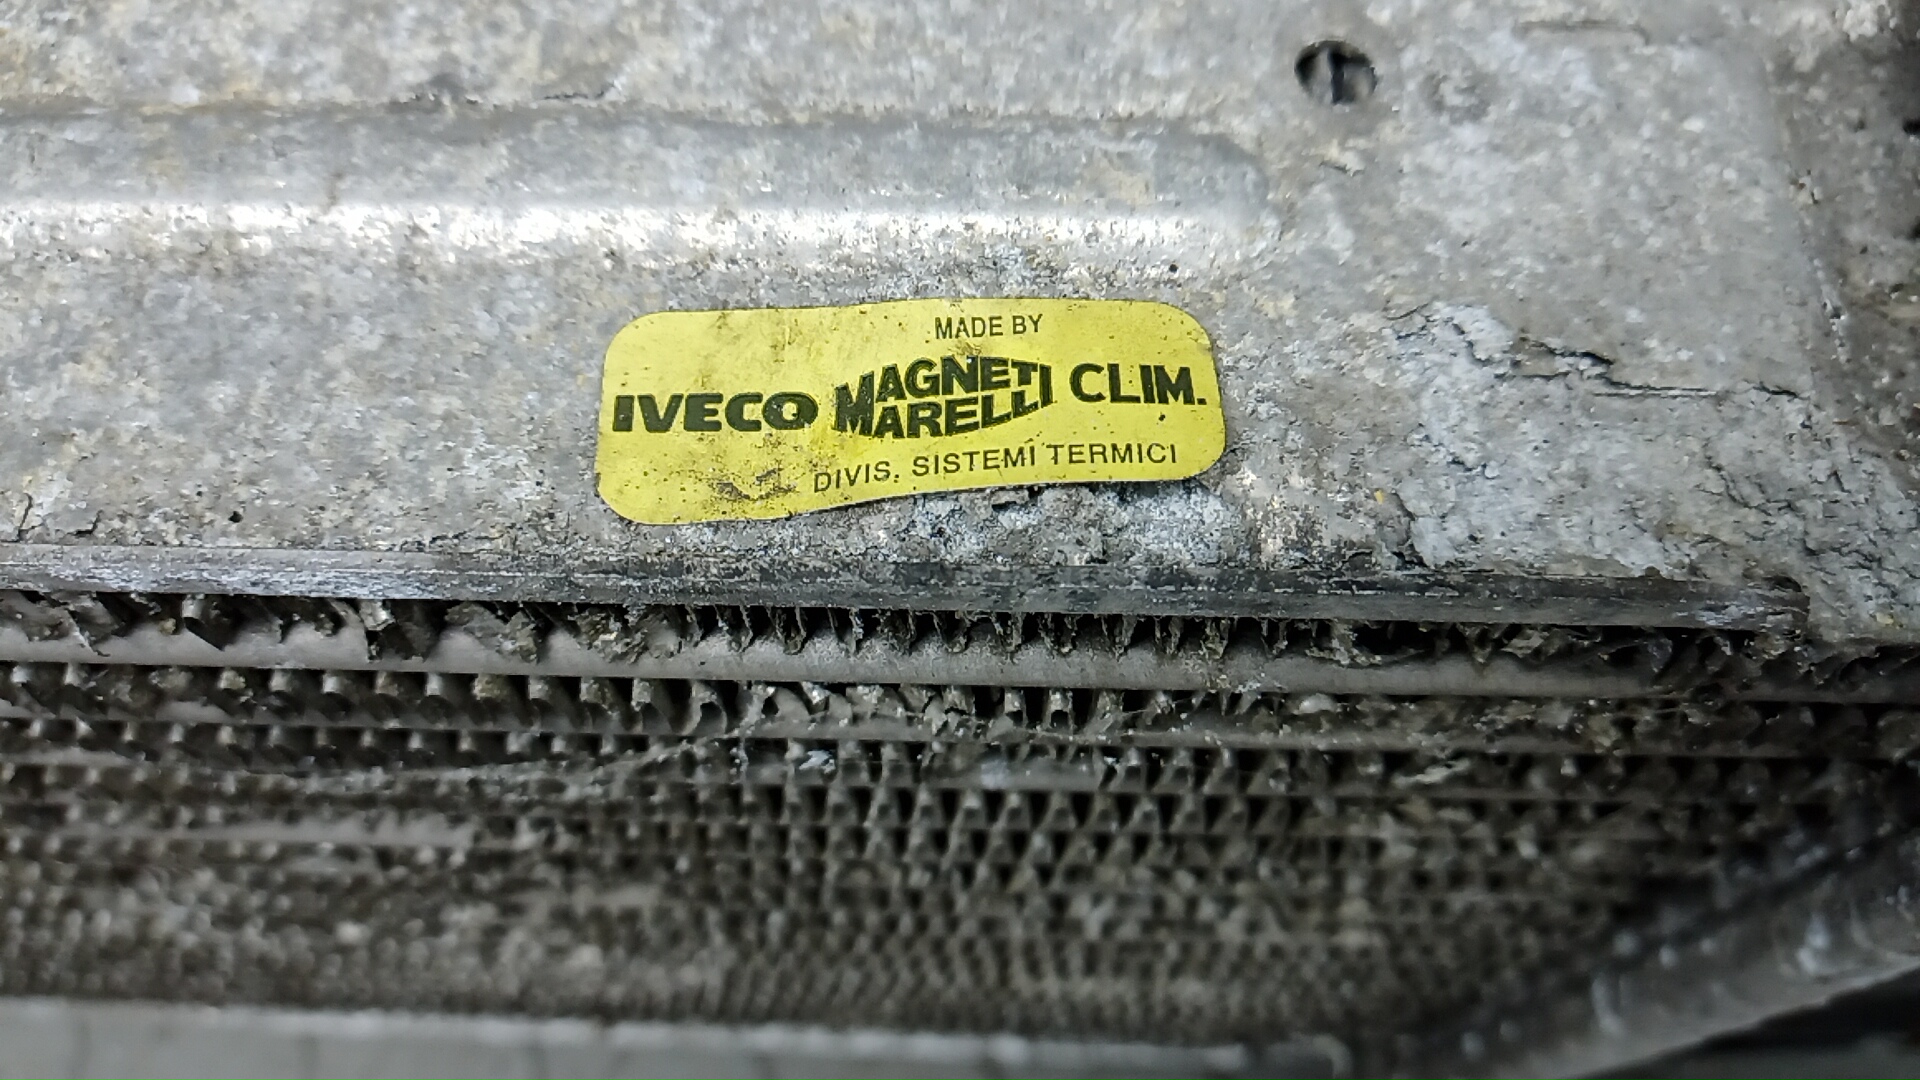 MADE BY
IVECO MAGNETI MARELLI CLIM.
DIVIS. SISTEMI TERMICI